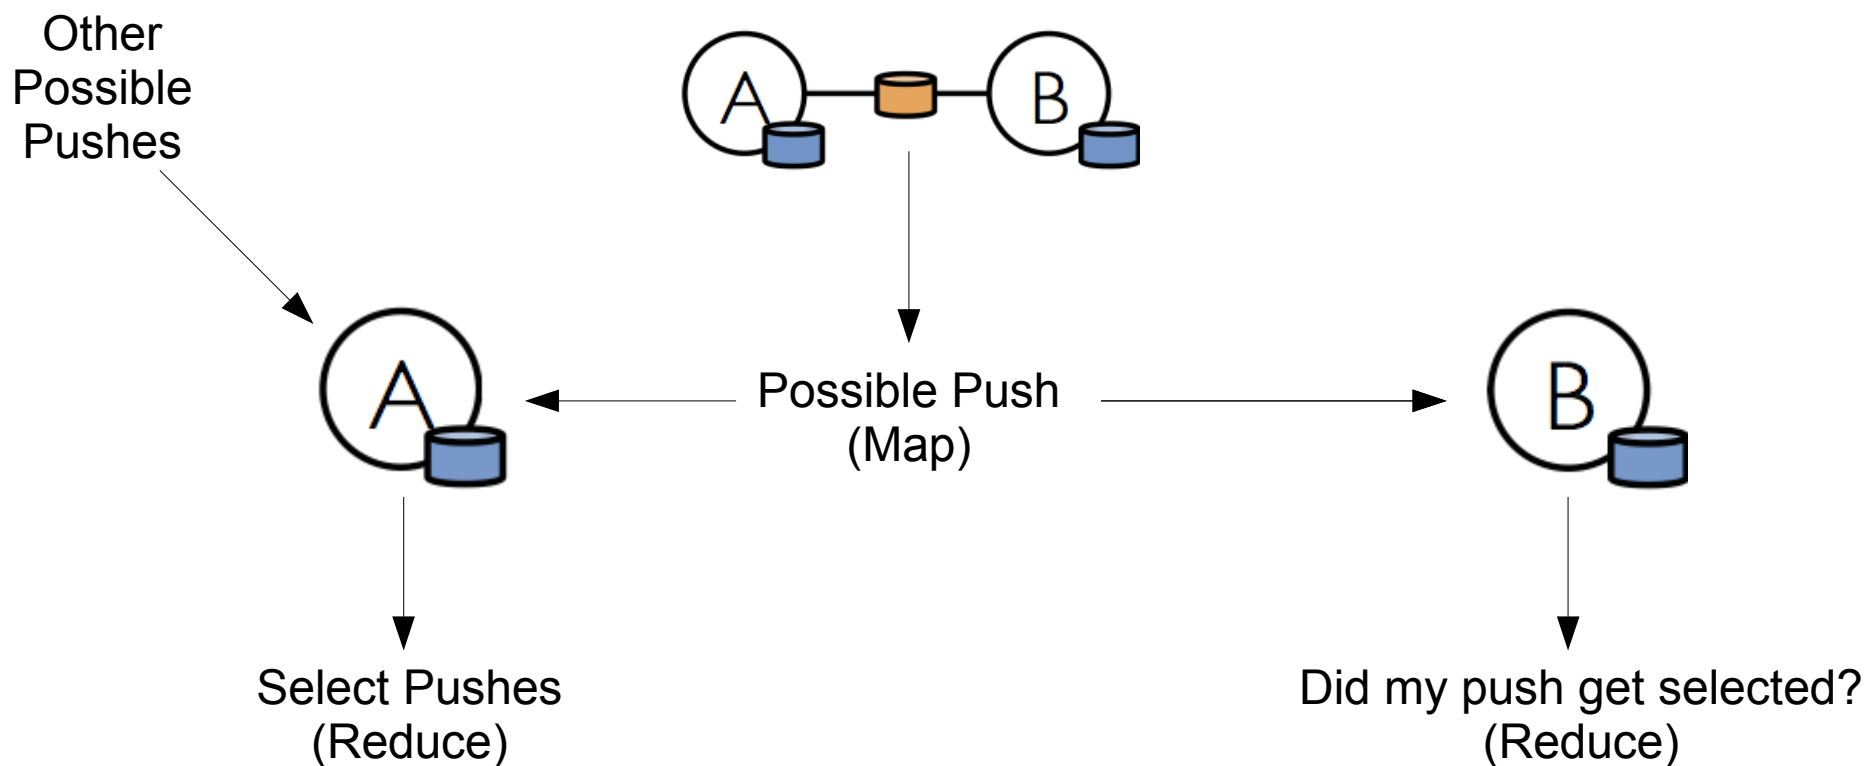 Other
Possible
Pushes
A
B
A
Possible Push
(Map)
B
Select Pushes
(Reduce)
Did my push get selected?
(Reduce)